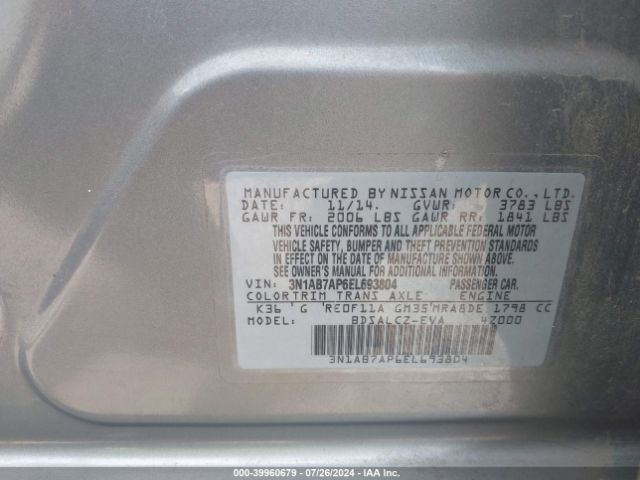 MANUFACTURED BY NISSAN MOTOR CO., LTD.
DATE: 11/14. GVWR: 3783 LBS
GAWR FR: 2006 LBS GAWR RR: 1841 LBS
THIS VEHICLE CONFORMS TO ALL APPLICABLE FEDERAL MOTOR
VEHICLE SAFETY, BUMPER AND THEFT PREVENTION STANDARDS
IN EFFECT ON THE DATE OF MANUFACTURE SHOWN ABOVE.
SEE OWNER'S MANUAL FOR ADDITIONAL INFORMATION.
VIN: 3N1AB7AP6EL693804 PASSENGER CAR.
COLOR TRIM TRANS AXLE ENGINE
K36 G RE0F11A GM35 MRA8DE 1798 CC
MODEL: BDSALCZ-EVA 4Z000
3N1AB7AP6EL693804
000-39960679 | 07/26/2024 | IAA Inc.